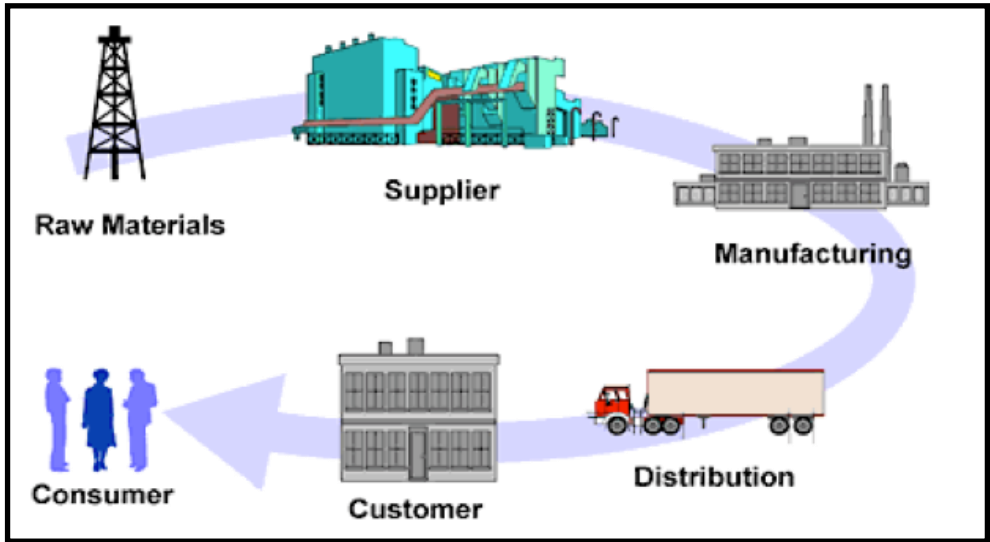 Raw Materials
Supplier
Manufacturing
Distribution
Customer
Consumer